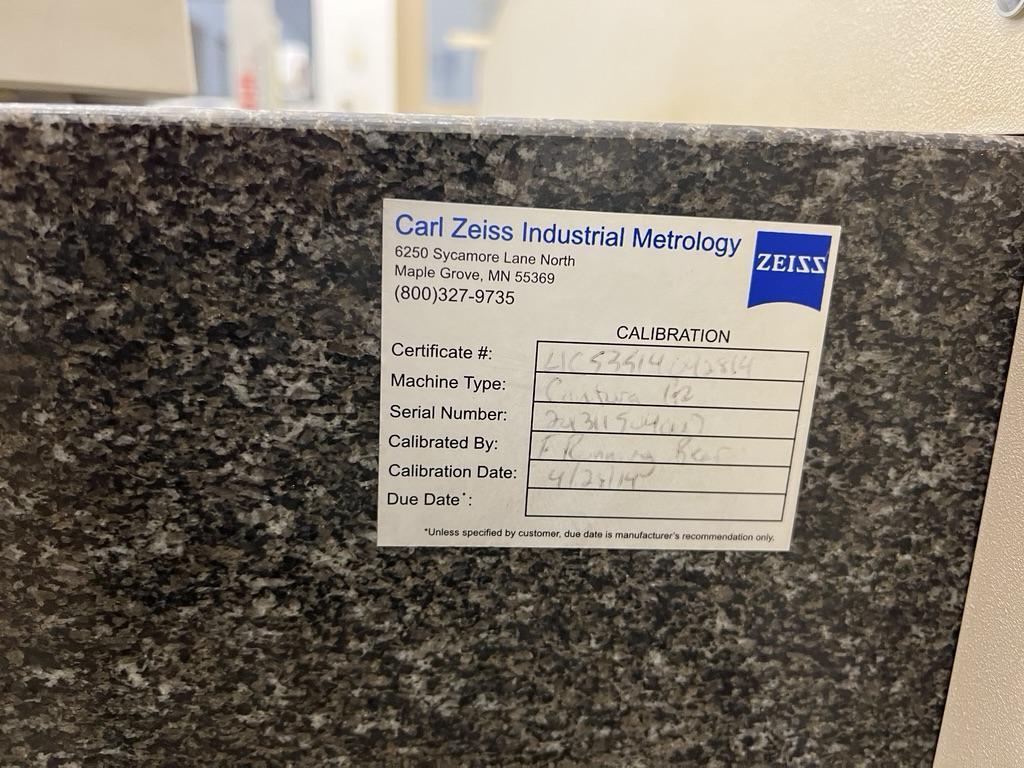 Carl Zeiss Industrial Metrology
6250 Sycamore Lane North
Maple Grove, MN 55369
(800)327-9735
ZEISS
CALIBRATION
Certificate #:
Machine Type: Contura
Serial Number:
Calibrated By:
Calibration Date:
Due Date*:
*Unless specified by customer, due date is manufacturer's recommendation only.